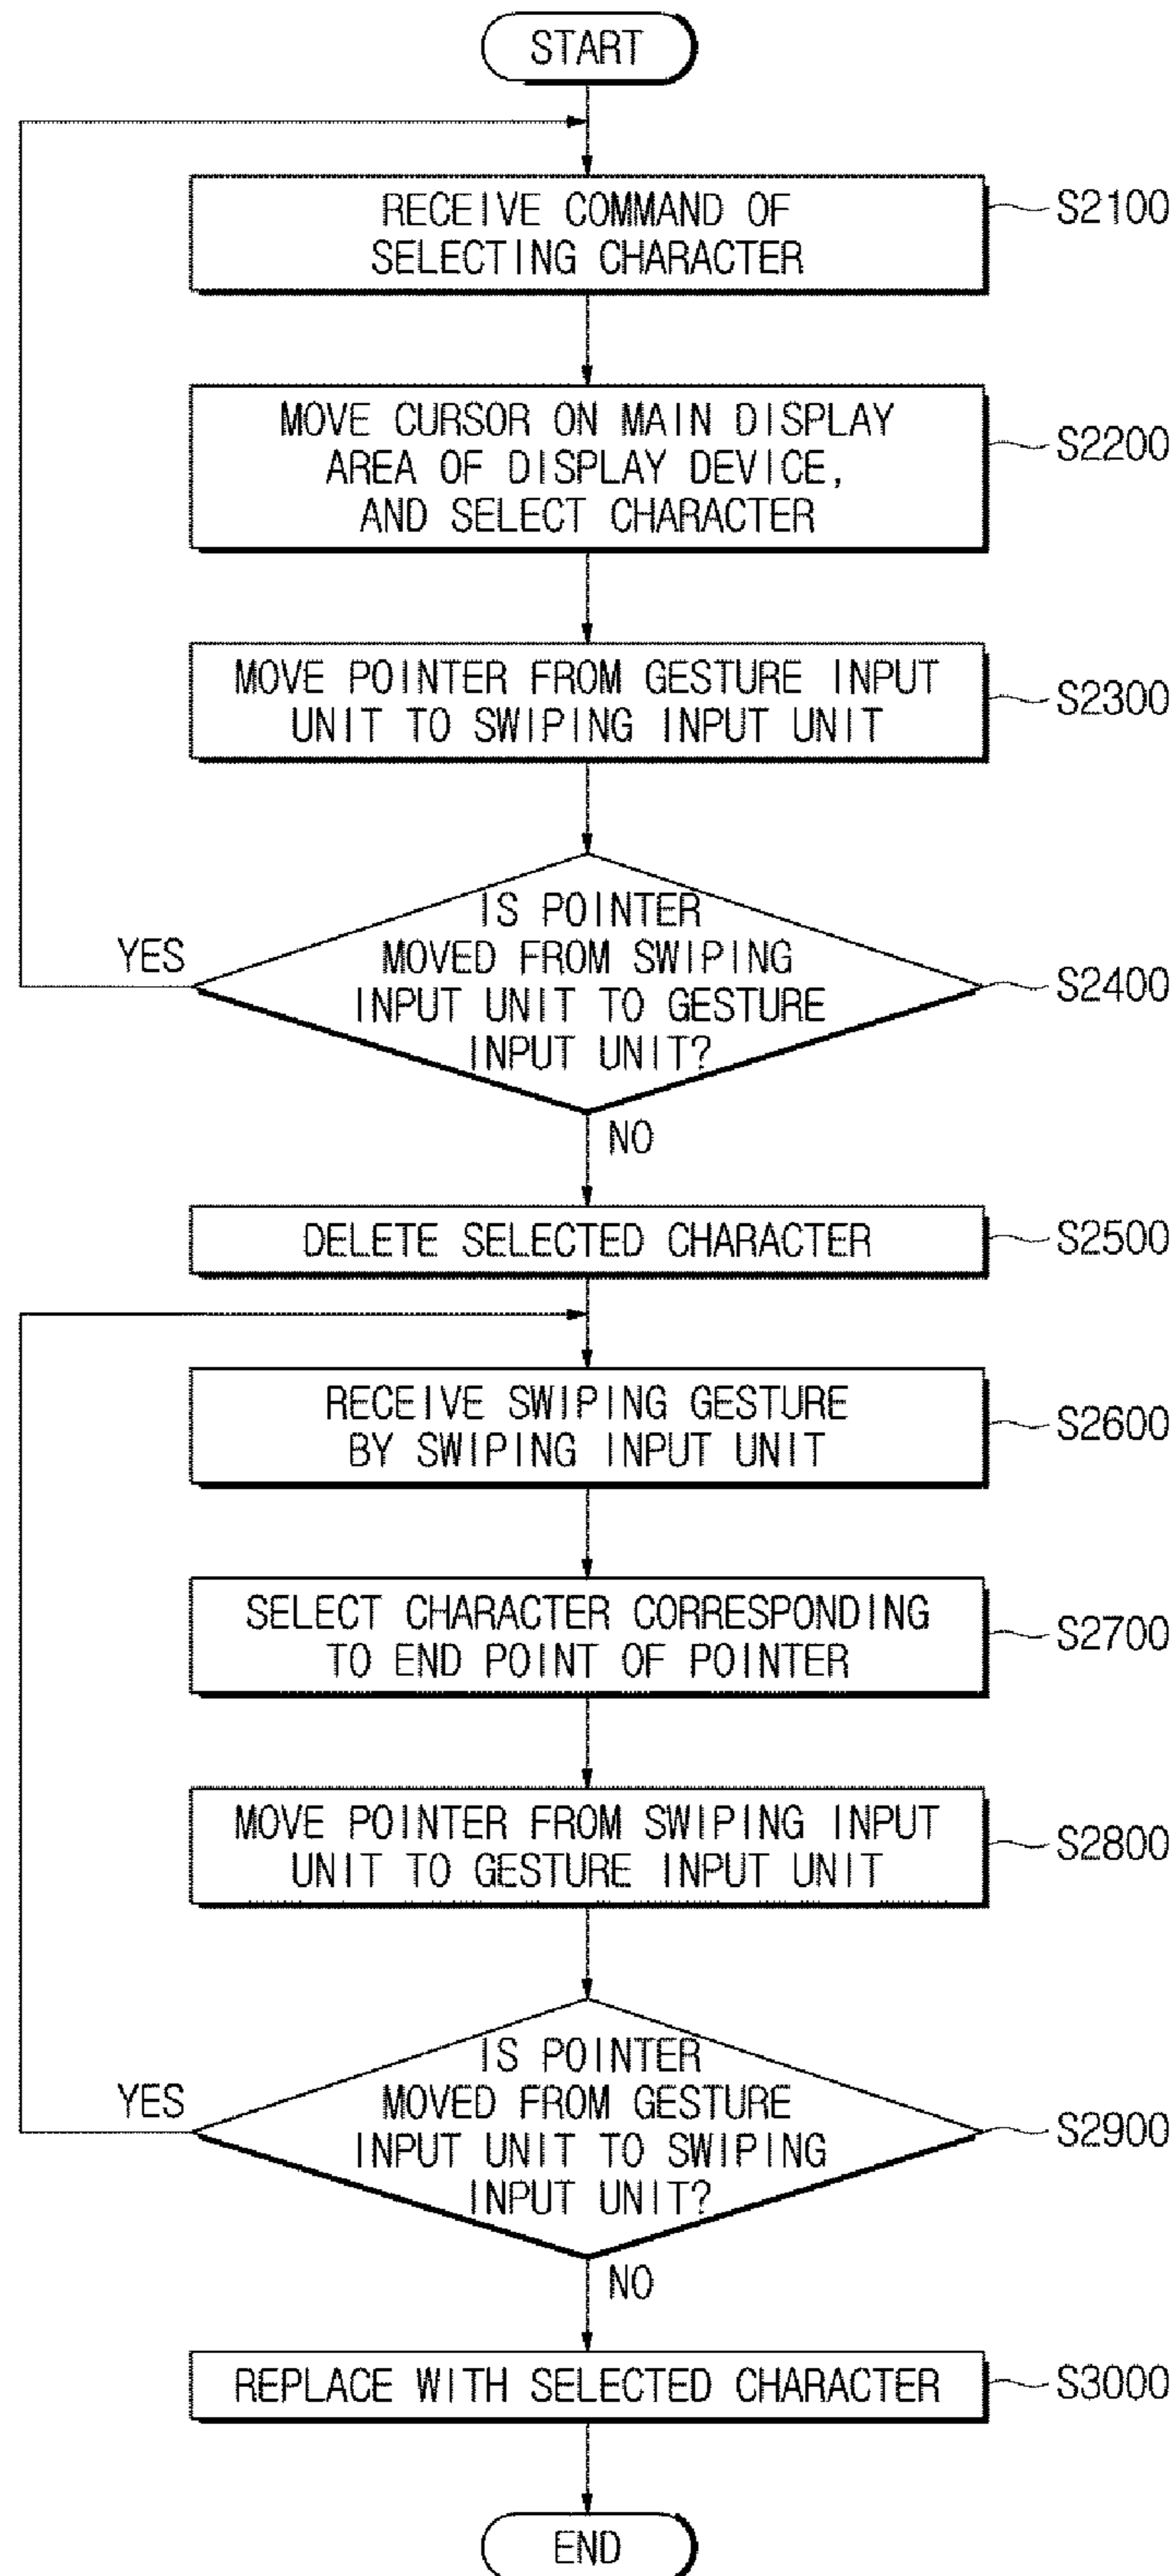 START
RECEIVE COMMAND OF
SELECTING CHARACTER
S2100
MOVE CURSOR ON MAIN DISPLAY
AREA OF DISPLAY DEVICE,
AND SELECT CHARACTER
S2200
MOVE POINTER FROM GESTURE INPUT
UNIT TO SWIPING INPUT UNIT
S2300
IS POINTER
MOVED FROM SWIPING
INPUT UNIT TO GESTURE
INPUT UNIT?
S2400
YES
NO
DELETE SELECTED CHARACTER
S2500
RECEIVE SWIPING GESTURE
BY SWIPING INPUT UNIT
S2600
SELECT CHARACTER CORRESPONDING
TO END POINT OF POINTER
S2700
MOVE POINTER FROM SWIPING INPUT
UNIT TO GESTURE INPUT UNIT
S2800
IS POINTER
MOVED FROM GESTURE
INPUT UNIT TO SWIPING
INPUT UNIT?
S2900
YES
NO
REPLACE WITH SELECTED CHARACTER
S3000
END